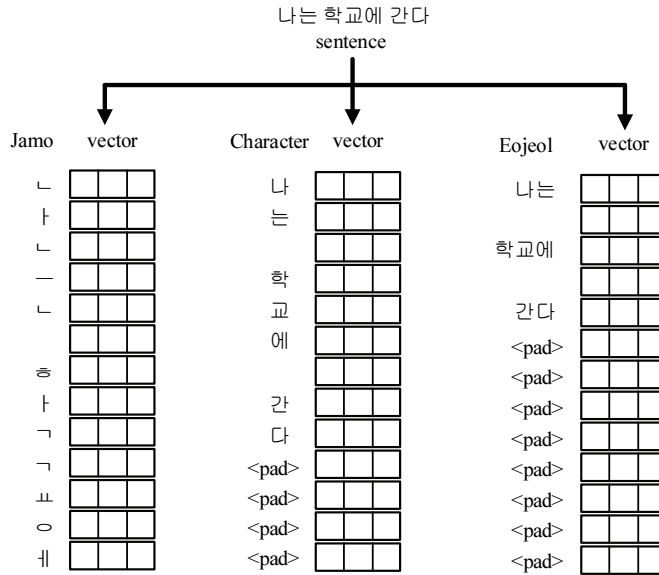 나는 학교에 간다
sentence
Jamo vector
ㄴ
ㅏ
ㄴ
ㅡ
ㄴ
ㅎ
ㅏ
ㄱ
ㄱ
ㅛ
ㅇ
ㅔ
Character vector
나
는
학
교
에
간
다
<pad>
<pad>
<pad>
<pad>
Eojeol vector
나는
학교에
간다
<pad>
<pad>
<pad>
<pad>
<pad>
<pad>
<pad>
<pad>